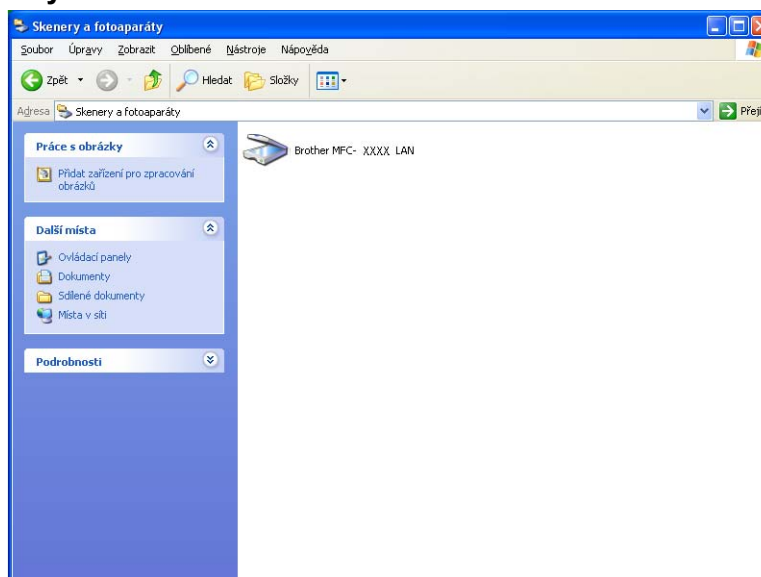 Skenery a fotoaparáty
Soubor Úpravy Zobrazit Oblíbené Nástroje Nápověda
Zpět Hledat Složky
Adresa Skenery a fotoaparáty
Práce s obrázky
Přidat zařízení pro zpracování
obrázků
Další místa
Ovládací panely
Dokumenty
Sdílené dokumenty
Místa v síti
Podrobnosti
Brother MFC- XXXX LAN